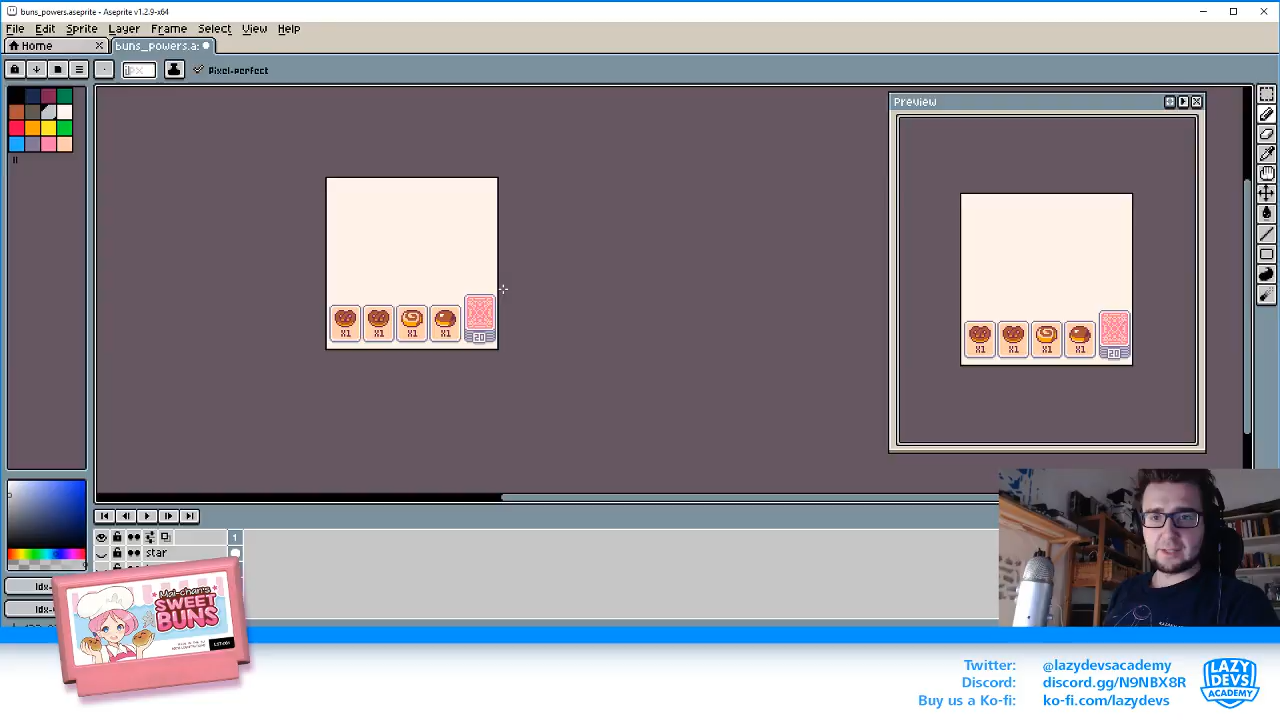 buns_powers.aseprite - Aseprite v1.2.9-x64
File Edit Sprite Layer Frame Select View Help
Home
buns_powers.a:
Pixel-perfect
Preview
X1 X1 X1 X1 20
X1 X1 X1 X1 20
1
star
Idx-
Idx-
Mai-chan's
SWEET
BUNS
Twitter: @lazydevsacademy
Discord: discord.gg/N9NBX8R
Buy us a Ko-fi: ko-fi.com/lazydevs
LAZY
DEVS
ACADEMY